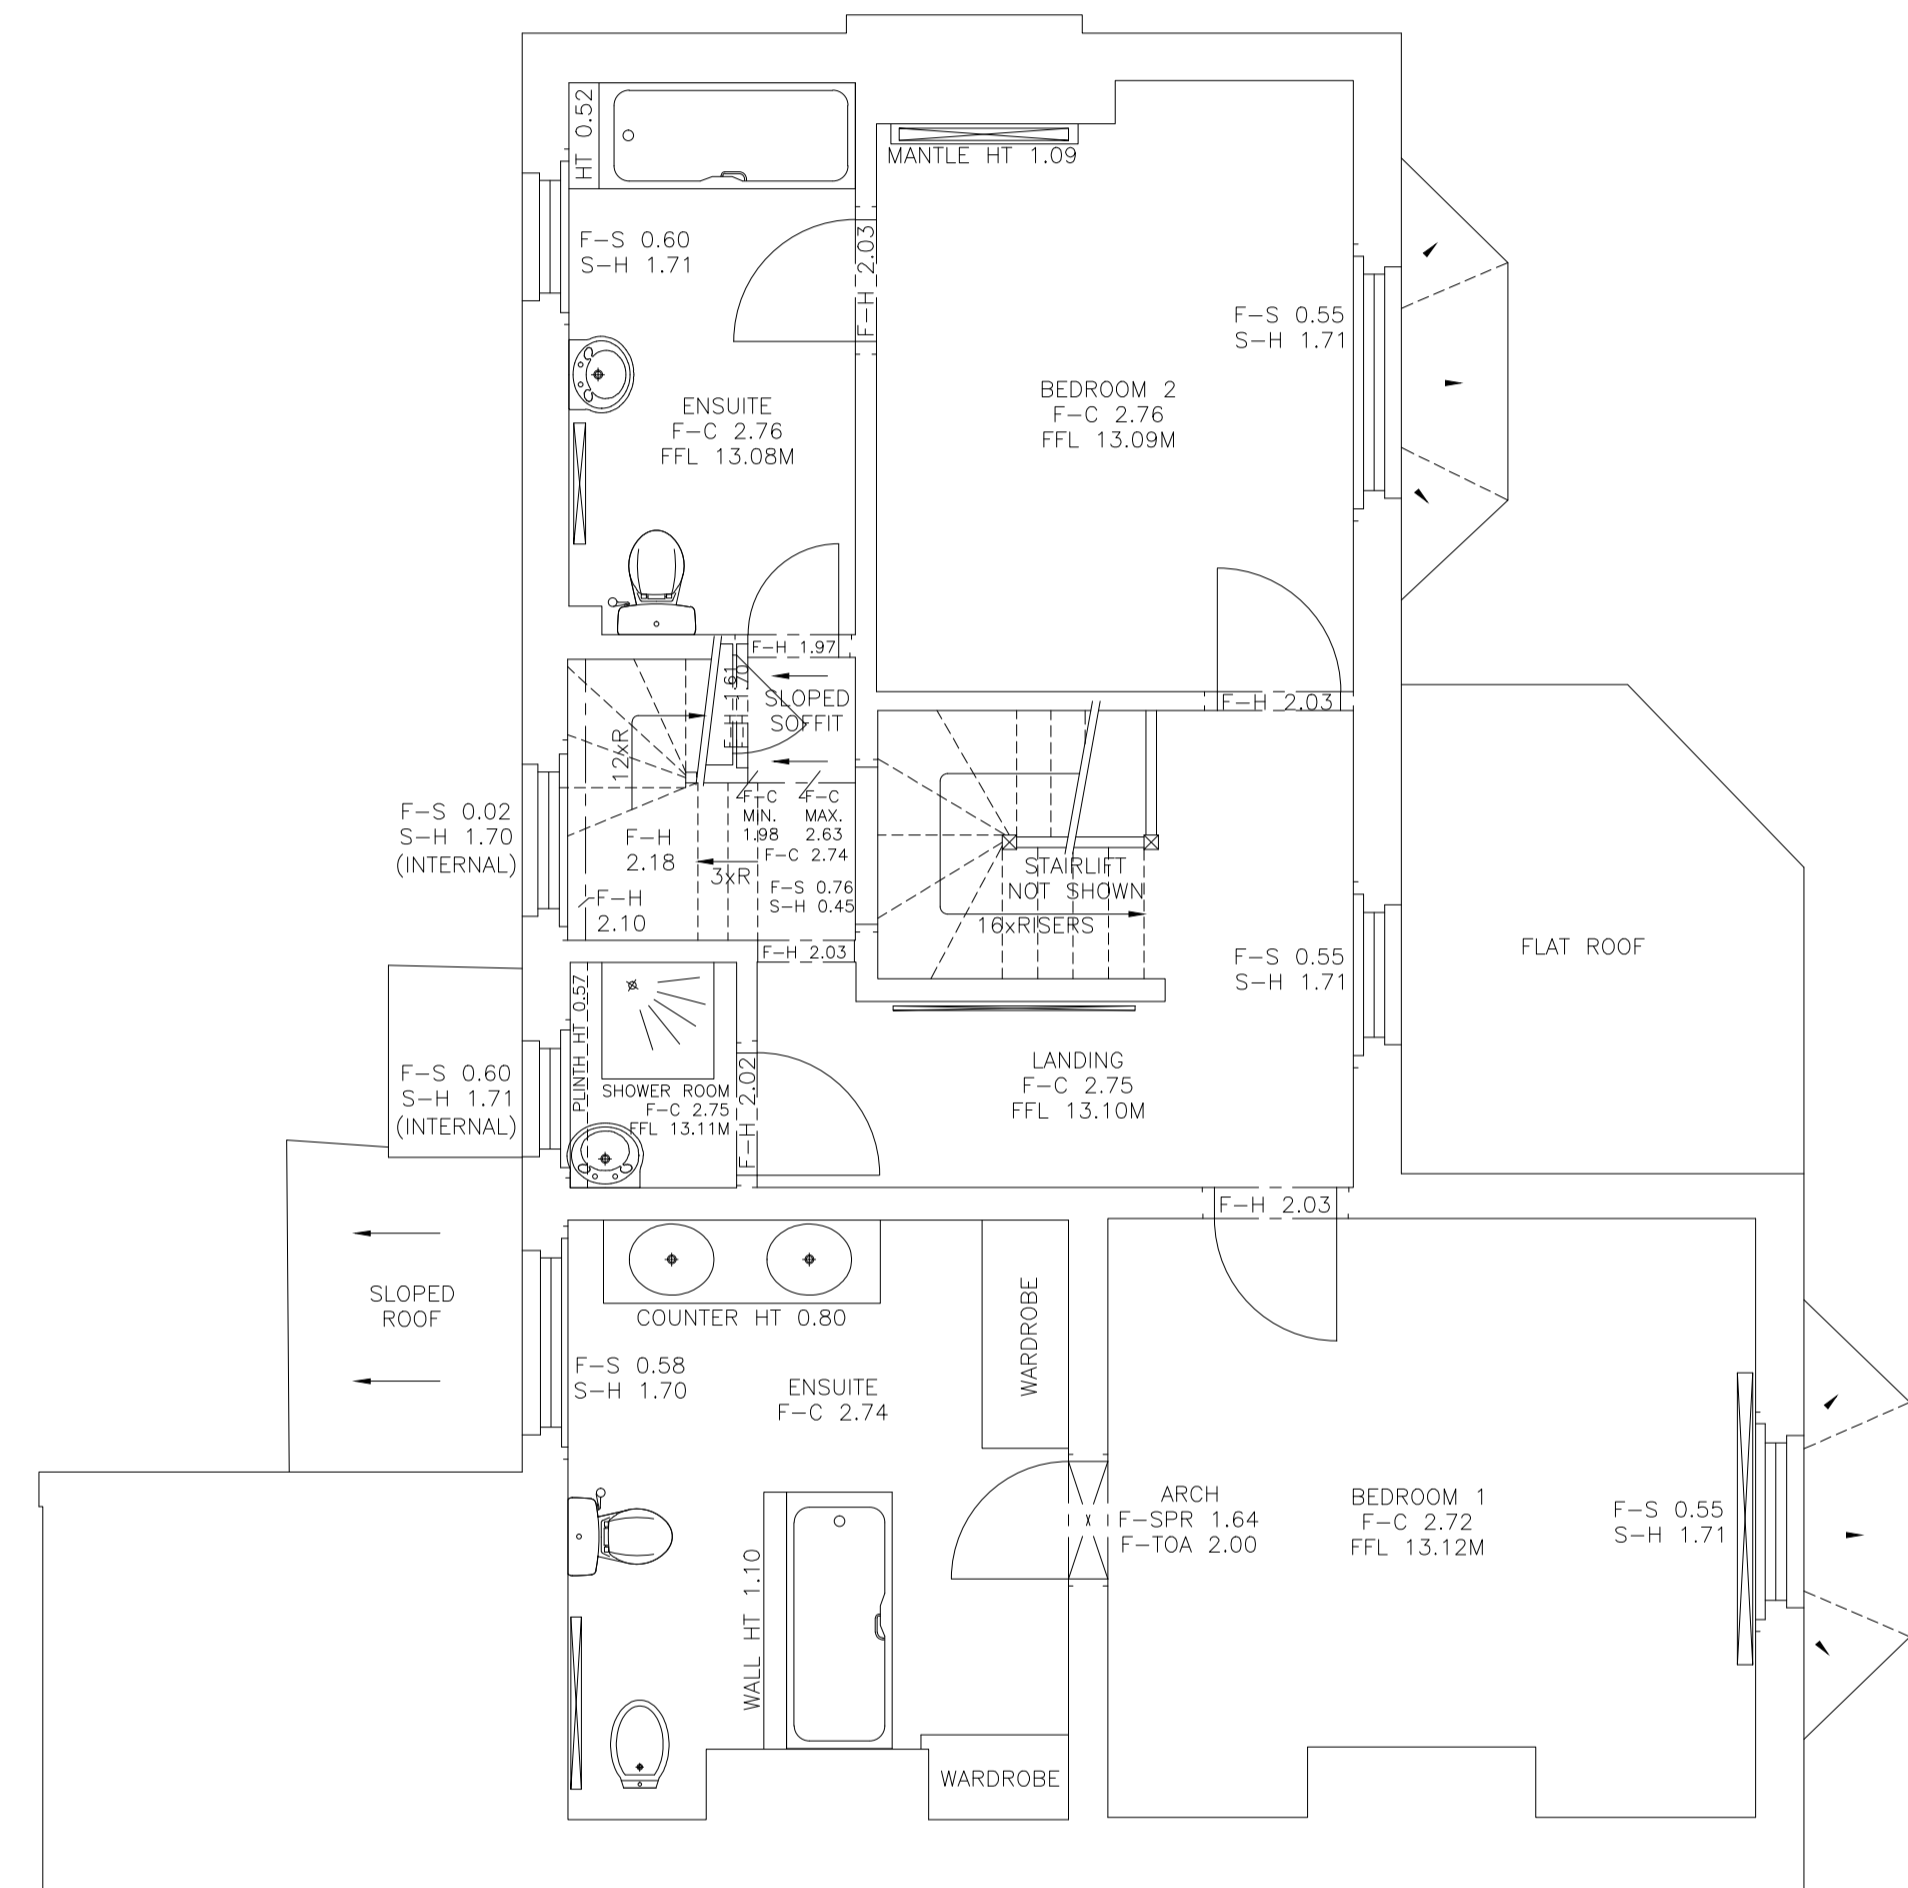 HT 0.52
MANTLE HT 1.09
F-S 0.60
S-H 1.71
F-H 2.03
F-S 0.55
S-H 1.71
BEDROOM 2
F-C 2.76
FFL 13.09M
ENSUITE
F-C 2.76
FFL 13.08M
F-H 1.97
SLOPED
SOFFIT
F-H 2.03
12xR
F-C
MIN.
1.98
F-C
MAX.
2.63
F-C 2.74
F-S 0.02
S-H 1.70
(INTERNAL)
F-H
2.18
3xR
F-S 0.76
S-H 0.45
F-H
2.10
STAIRLIFT
NOT SHOWN
16xRISERS
F-H 2.03
F-S 0.55
S-H 1.71
FLAT ROOF
PLINTH HT 0.57
F-S 0.60
S-H 1.71
(INTERNAL)
SHOWER ROOM
F-C 2.75
FFL 13.11M
F-H 2.02
LANDING
F-C 2.75
FFL 13.10M
F-H 2.03
SLOPED
ROOF
COUNTER HT 0.80
WARDROBE
F-S 0.58
S-H 1.70
ENSUITE
F-C 2.74
ARCH
F-SPR 1.64
F-TOA 2.00
BEDROOM 1
F-C 2.72
FFL 13.12M
F-S 0.55
S-H 1.71
WALL HT 1.10
WARDROBE